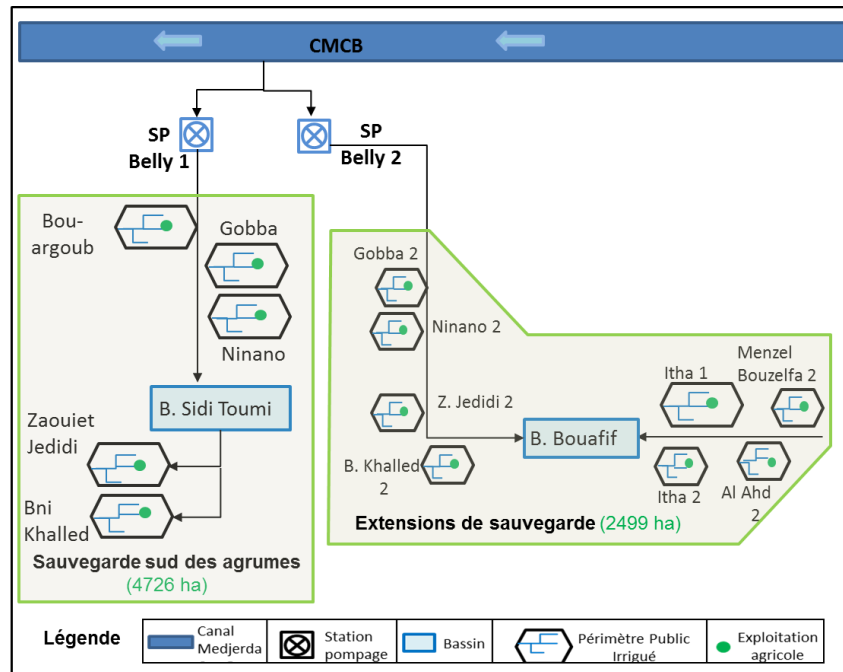 CMCB
SP
Belly 1
SP
Belly 2
Bou-
argoub
Gobba
Ninano
B. Sidi Toumi
Zaouiet
Jedidi
Bni
Khalled
Sauvegarde sud des agrumes
(4726 ha)
Gobba 2
Ninano 2
Z. Jedidi 2
B. Khalled
2
B. Bouafif
Itha 1
Menzel
Bouzelfa 2
Itha 2
Al Ahd
2
Extensions de sauvegarde (2499 ha)
Légende
Canal
Medjerda
Station
pompage
Bassin
Périmètre Public
Irrigué
Exploitation
agricole